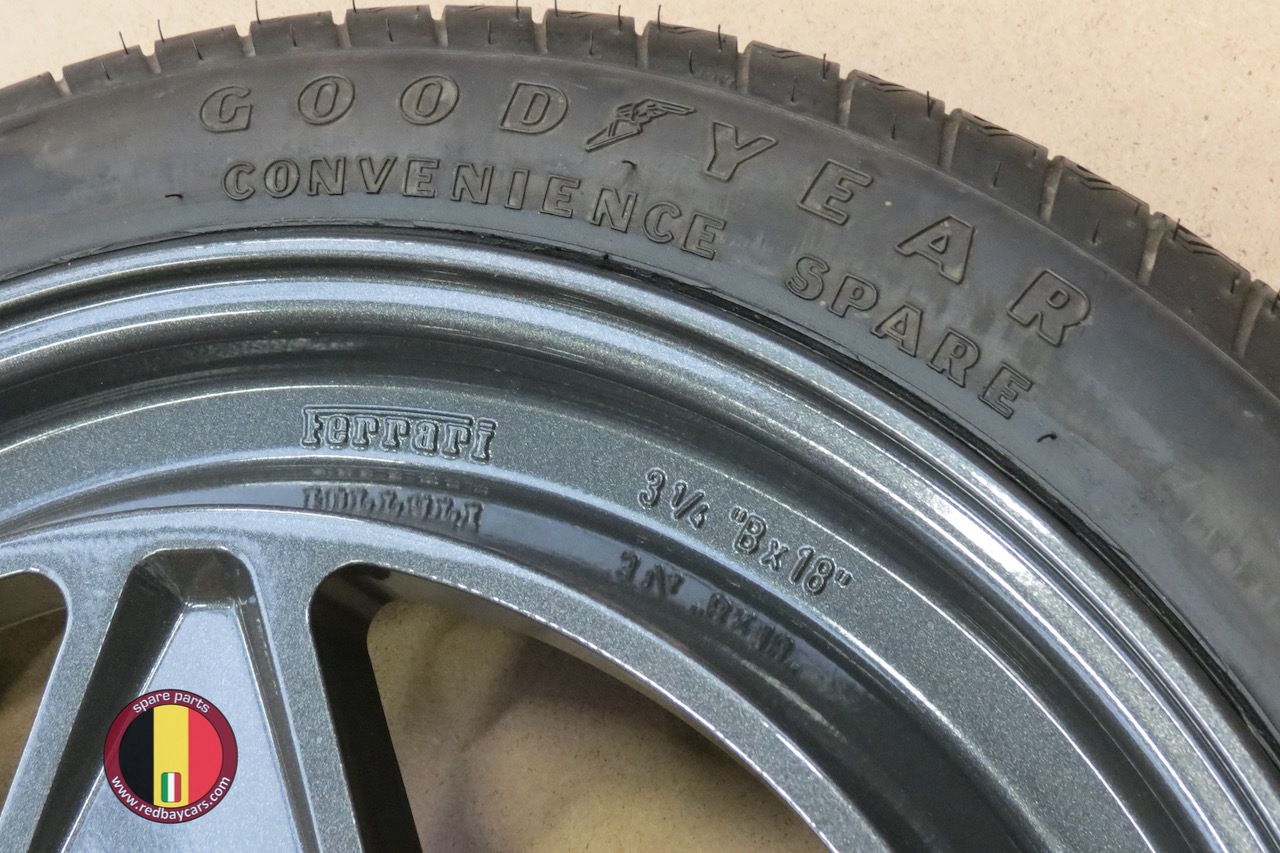 GOODYEAR
CONVENIENCE SPARE
Ferrari
3 1/4 "B x 18"
spare parts
www.redbaycars.com